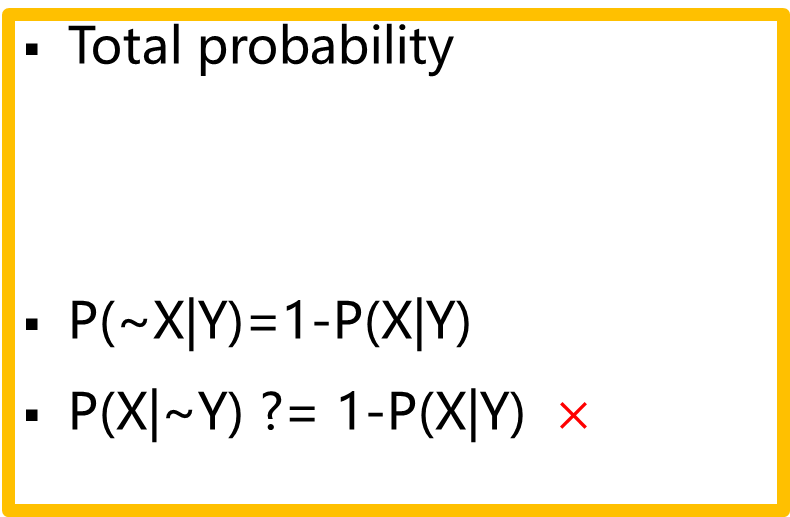 ▪ Total probability
▪ P(~X|Y)=1-P(X|Y)
▪ P(X|~Y) ?= 1-P(X|Y) ×